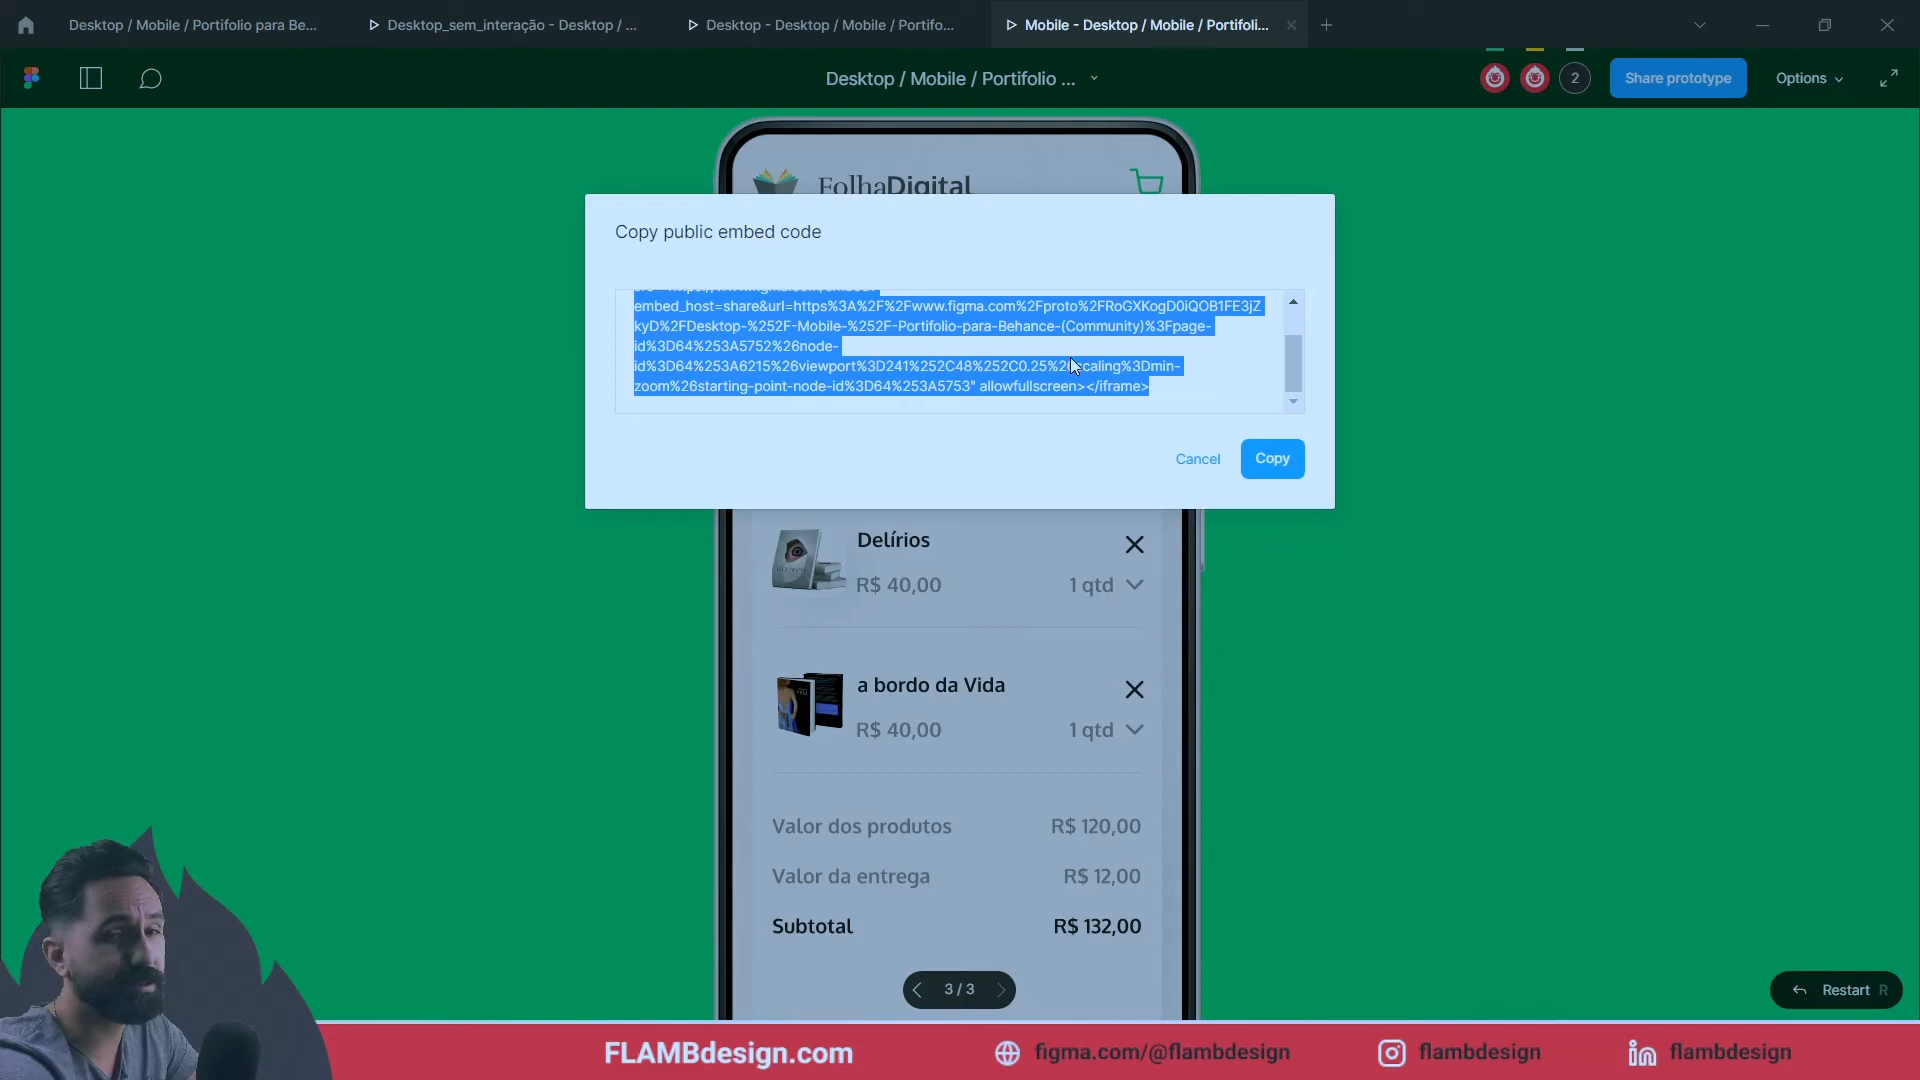 Desktop / Mobile / Portifolio para Be...
Desktop_sem_interação - Desktop / ...
Desktop - Desktop / Mobile / Portifo...
Mobile - Desktop / Mobile / Portifoli...
Desktop / Mobile / Portifolio ...
2
Share prototype
Options
FolhaDigital
Copy public embed code
embed_host=share&url=https%3A%2F%2Fwww.figma.com%2Fproto%2FRoGXKogD0iQOB1FE3jZ
kyD%2FDesktop-%252F-Mobile-%252F-Portifolio-para-Behance-(Community)%3Fpage-
id%3D64%253A5752%26node-
id%3D64%253A6215%26viewport%3D241%252C48%252C0.25%26scaling%3Dmin-
zoom%26starting-point-node-id%3D64%253A5753" allowfullscreen></iframe>
Cancel
Copy
Delírios
R$ 40,00
1 qtd
a bordo da Vida
R$ 40,00
1 qtd
Valor dos produtos
R$ 120,00
Valor da entrega
R$ 12,00
Subtotal
R$ 132,00
3 / 3
Restart R
FLAMBdesign.com
figma.com/@flambdesign
flambdesign
flambdesign